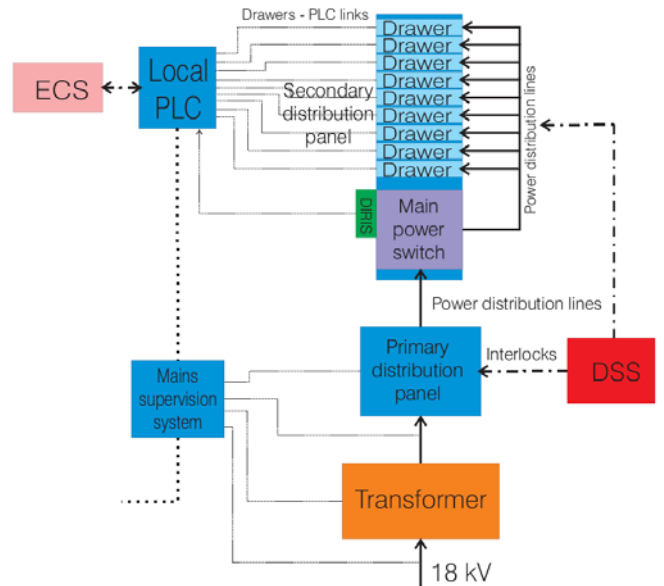 Drawers - PLC links
Drawer
Drawer
Drawer
Drawer
Drawer
Drawer
Drawer
Drawer
Drawer
Local
PLC
ECS
Secondary
distribution
panel
Power distribution lines
DIRIS
Main
power
switch
Power distribution lines
Primary
distribution
panel
Interlocks
DSS
Mains
supervision
system
Transformer
18 kV